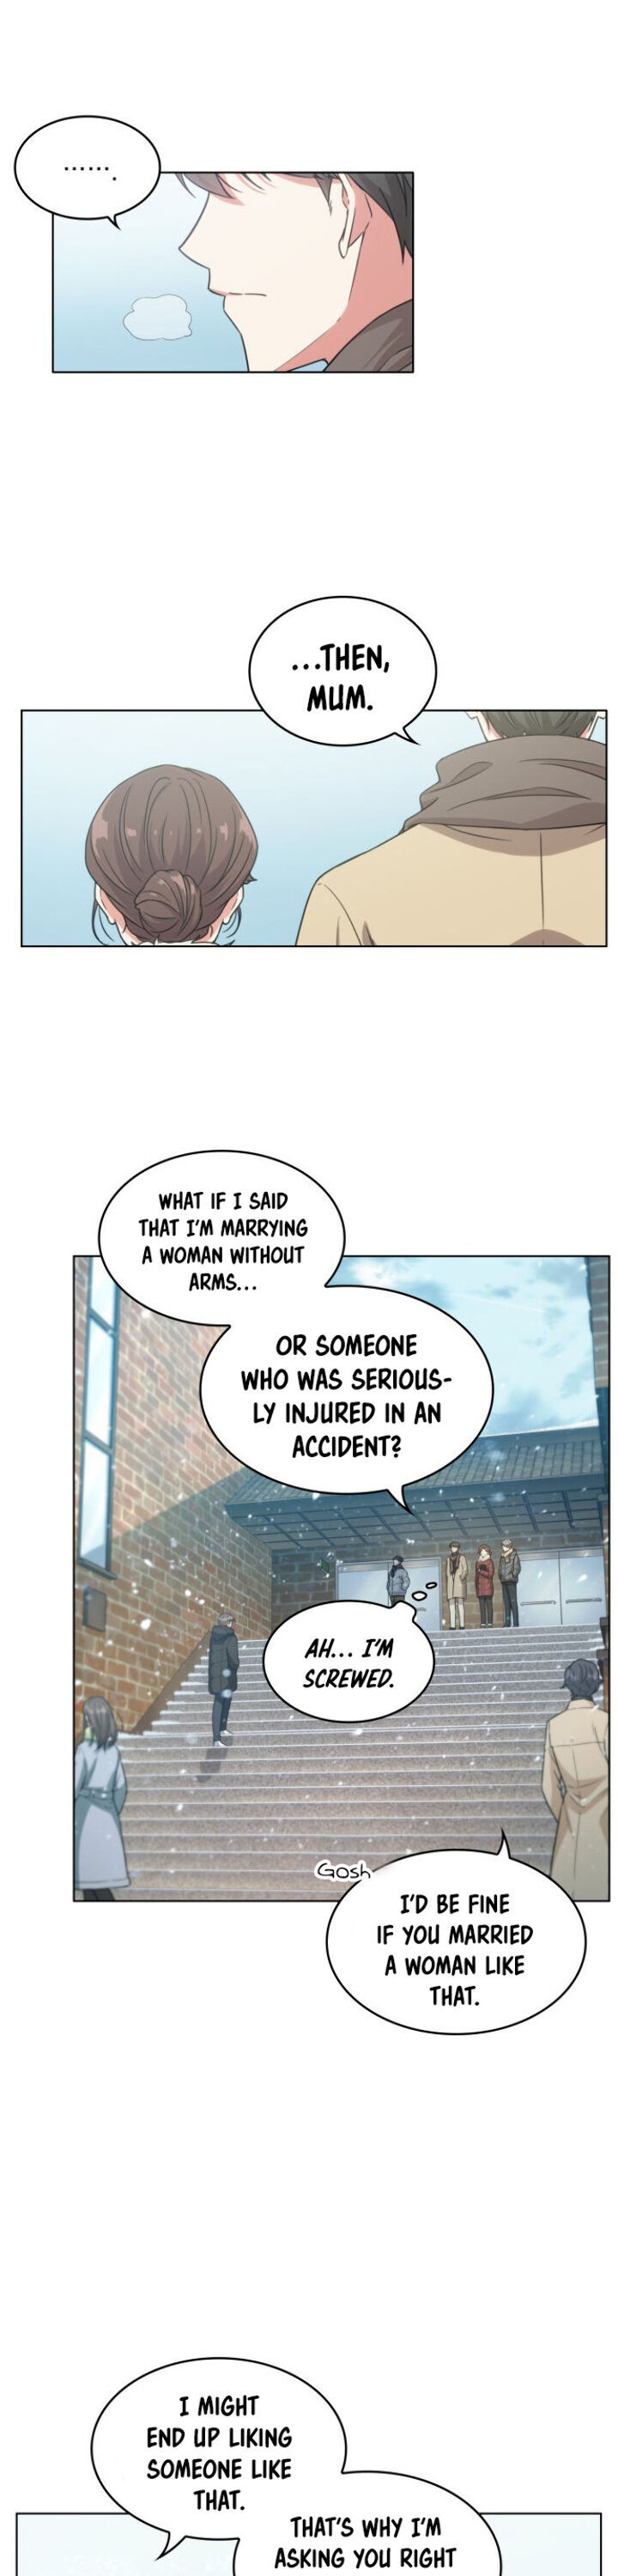 .......
...THEN,
MUM.
WHAT IF I SAID
THAT I'M MARRYING
A WOMAN WITHOUT
ARMS...
OR SOMEONE
WHO WAS SERIOUS-
LY INJURED IN AN
ACCIDENT?
AH... I'M
SCREWED.
Gosh
I'D BE FINE
IF YOU MARRIED
A WOMAN LIKE
THAT.
I MIGHT
END UP LIKING
SOMEONE LIKE
THAT.
THAT'S WHY I'M
ASKING YOU RIGHT